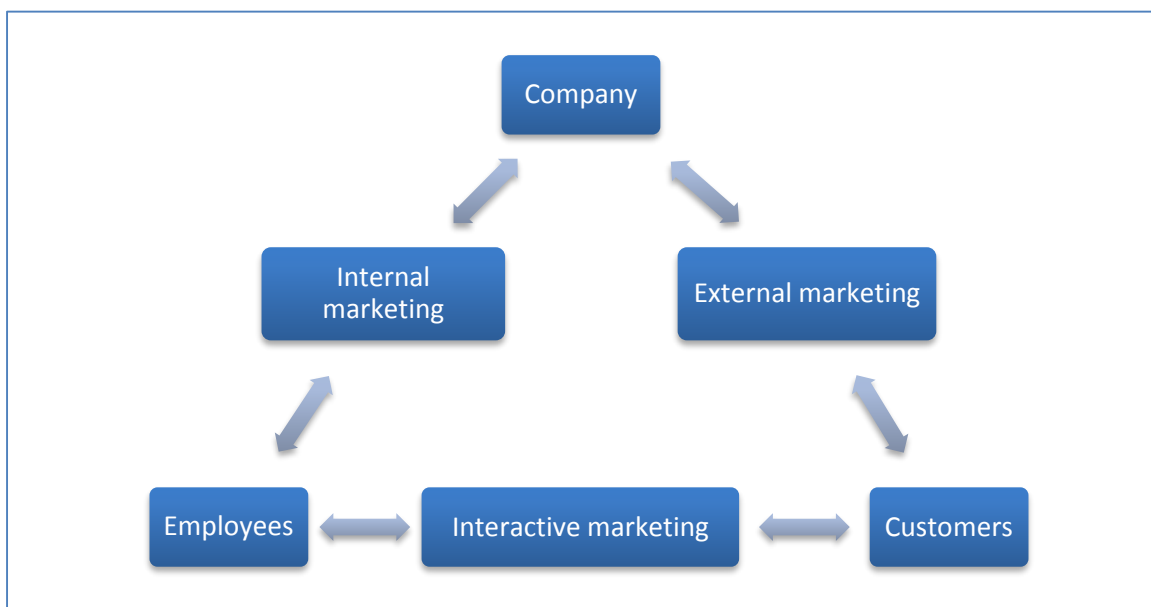 Company
Internal
marketing
External marketing
Employees
Interactive marketing
Customers